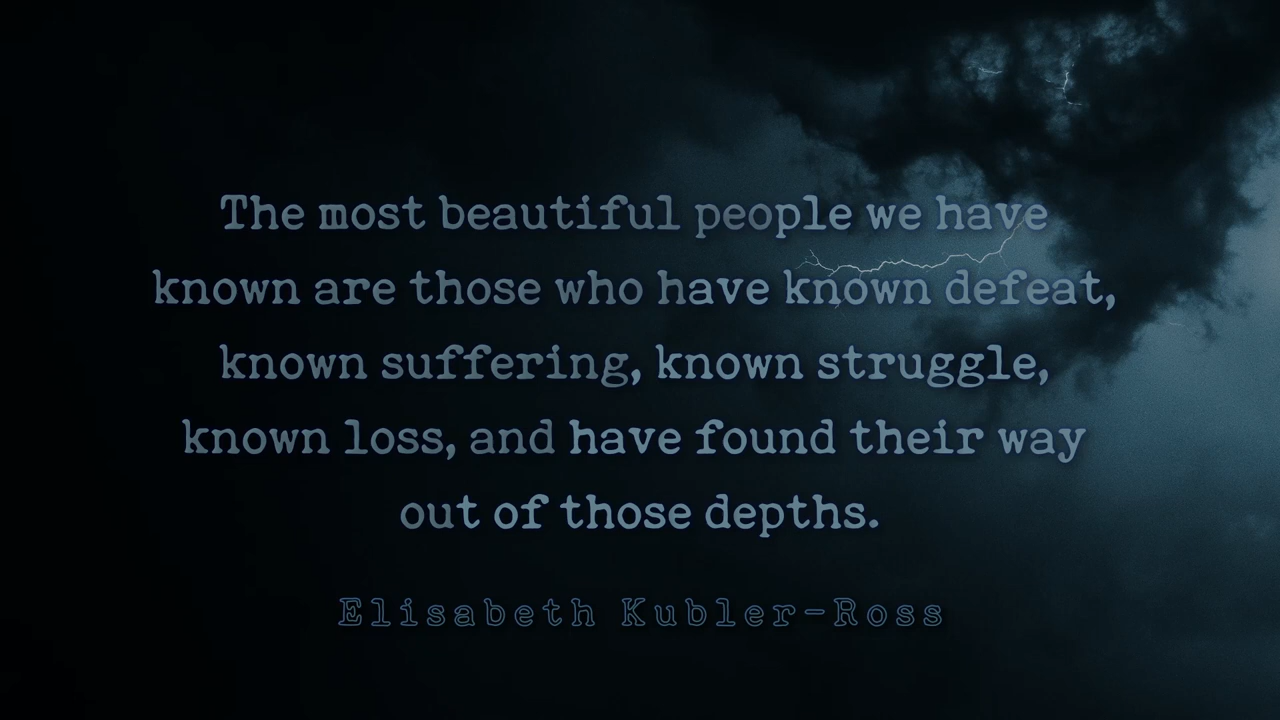 The most beautiful people we have
known are those who have known defeat,
known suffering, known struggle,
known loss, and have found their way
out of those depths.
Elisabeth Kubler-Ross